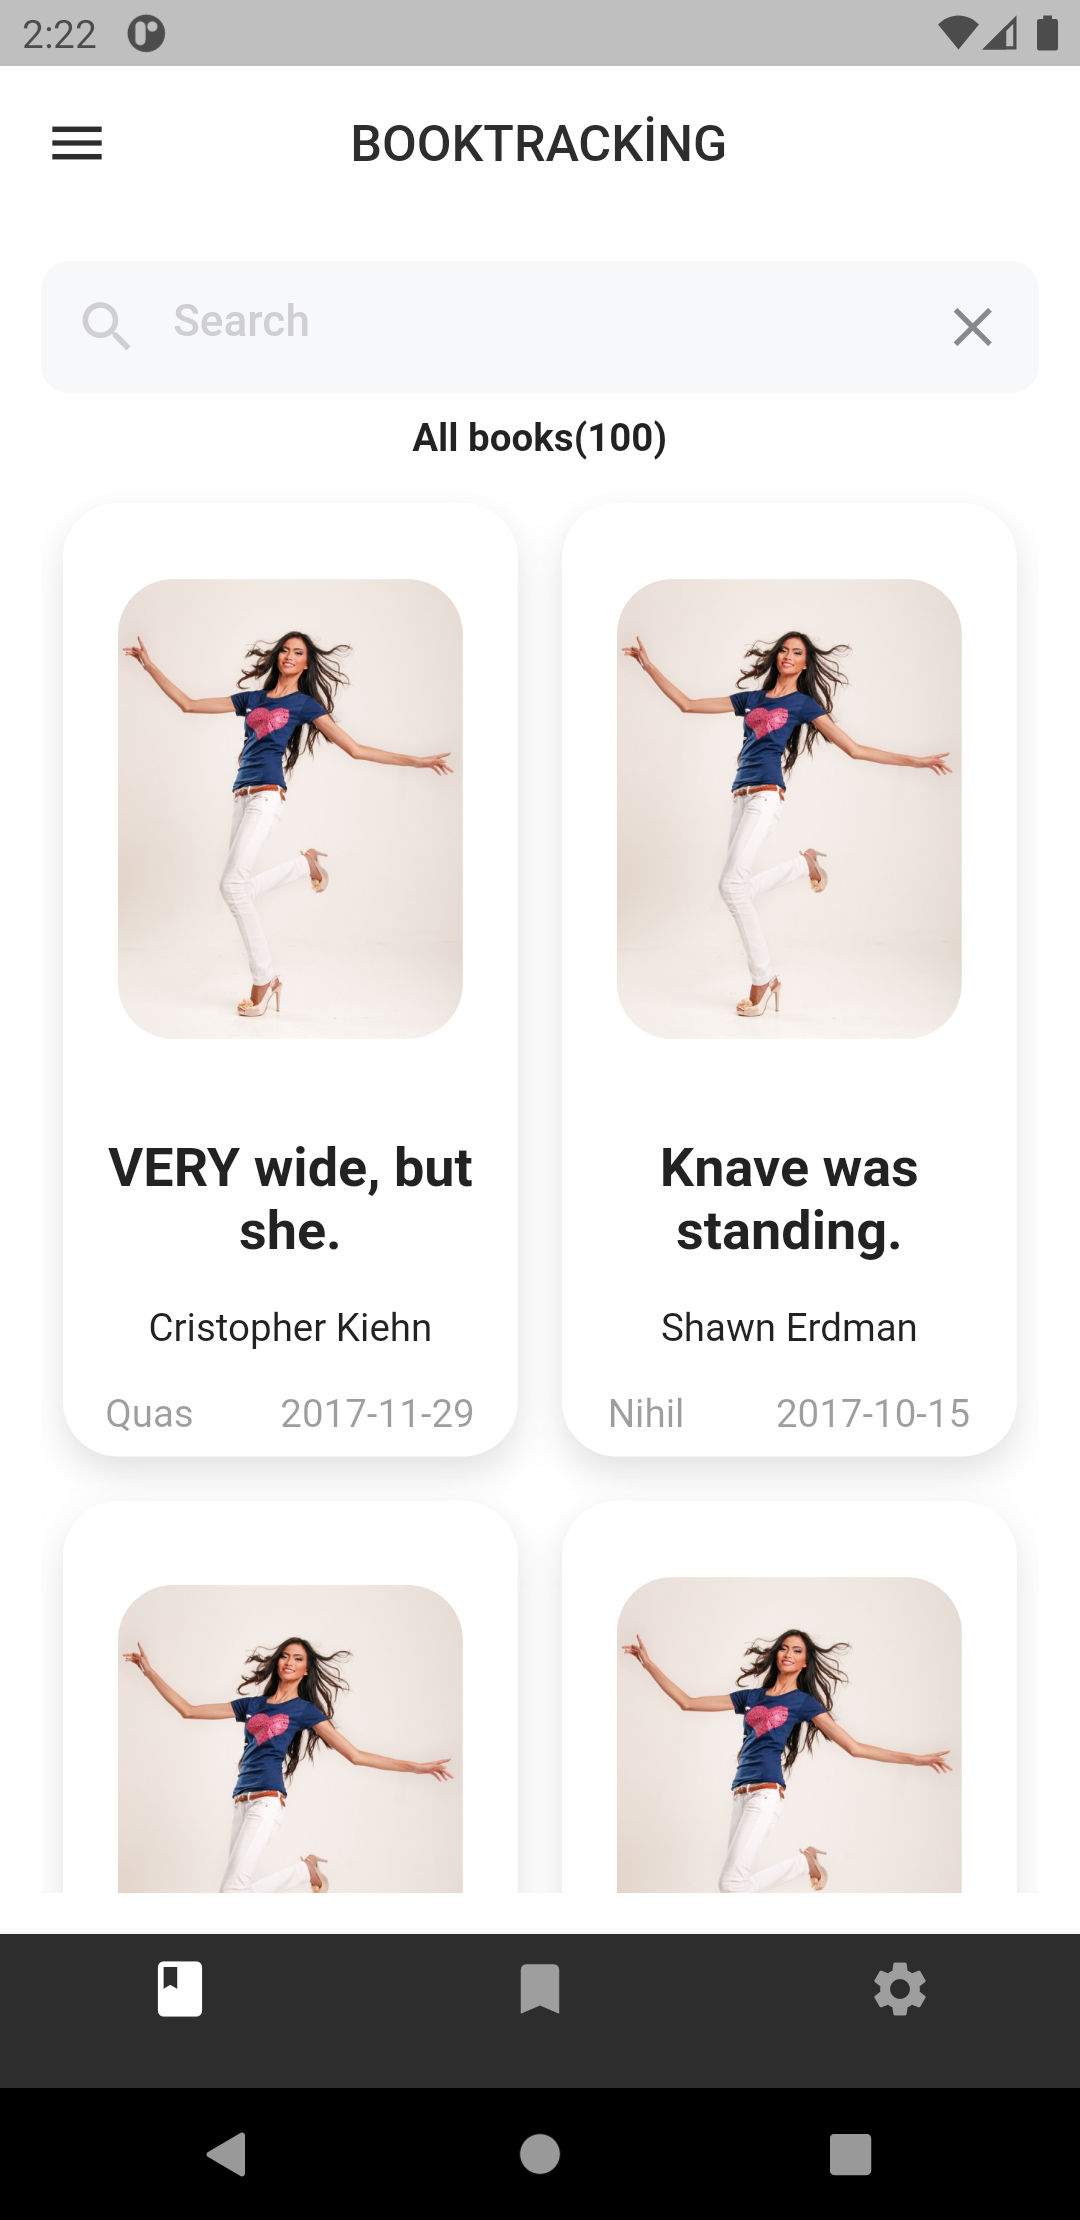 2:22
BOOKTRACKİNG
Search
All books(100)
VERY wide, but
she.
Cristopher Kiehn
Quas 2017-11-29
Knave was
standing.
Shawn Erdman
Nihil 2017-10-15